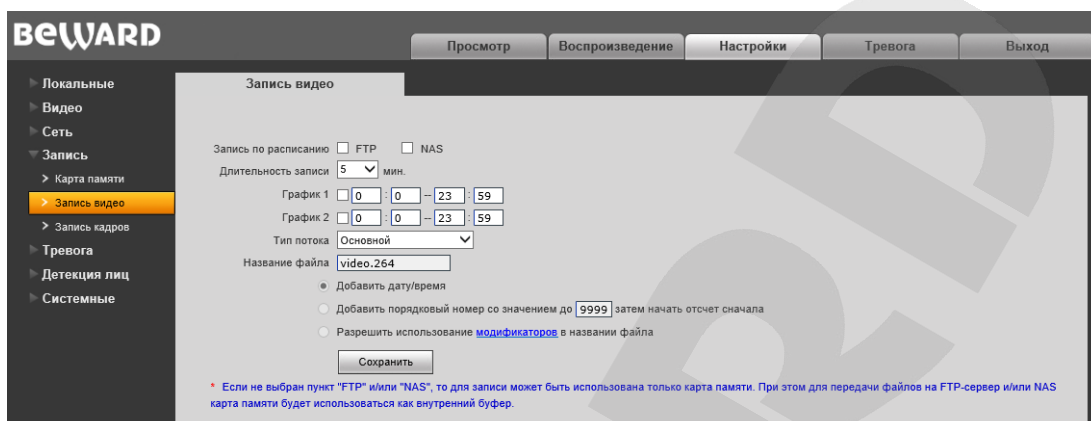 BEWARD
Просмотр Воспроизведение Настройки Тревога Выход
Локальные
Видео
Сеть
Запись
Карта памяти
Запись видео
Запись кадров
Тревога
Детекция лиц
Системные
Запись видео
Запись по расписанию FTP NAS
Длительность записи 5 мин.
График 1 0 : 0 -- 23 : 59
График 2 0 : 0 -- 23 : 59
Тип потока Основной
Название файла video.264
Добавить дату/время
Добавить порядковый номер со значением до 9999 затем начать отсчет сначала
Разрешить использование модификаторов в названии файла
Сохранить
* Если не выбран пункт "FTP" и/или "NAS", то для записи может быть использована только карта памяти. При этом для передачи файлов на FTP-сервер и/или NAS
карта памяти будет использоваться как внутренний буфер.